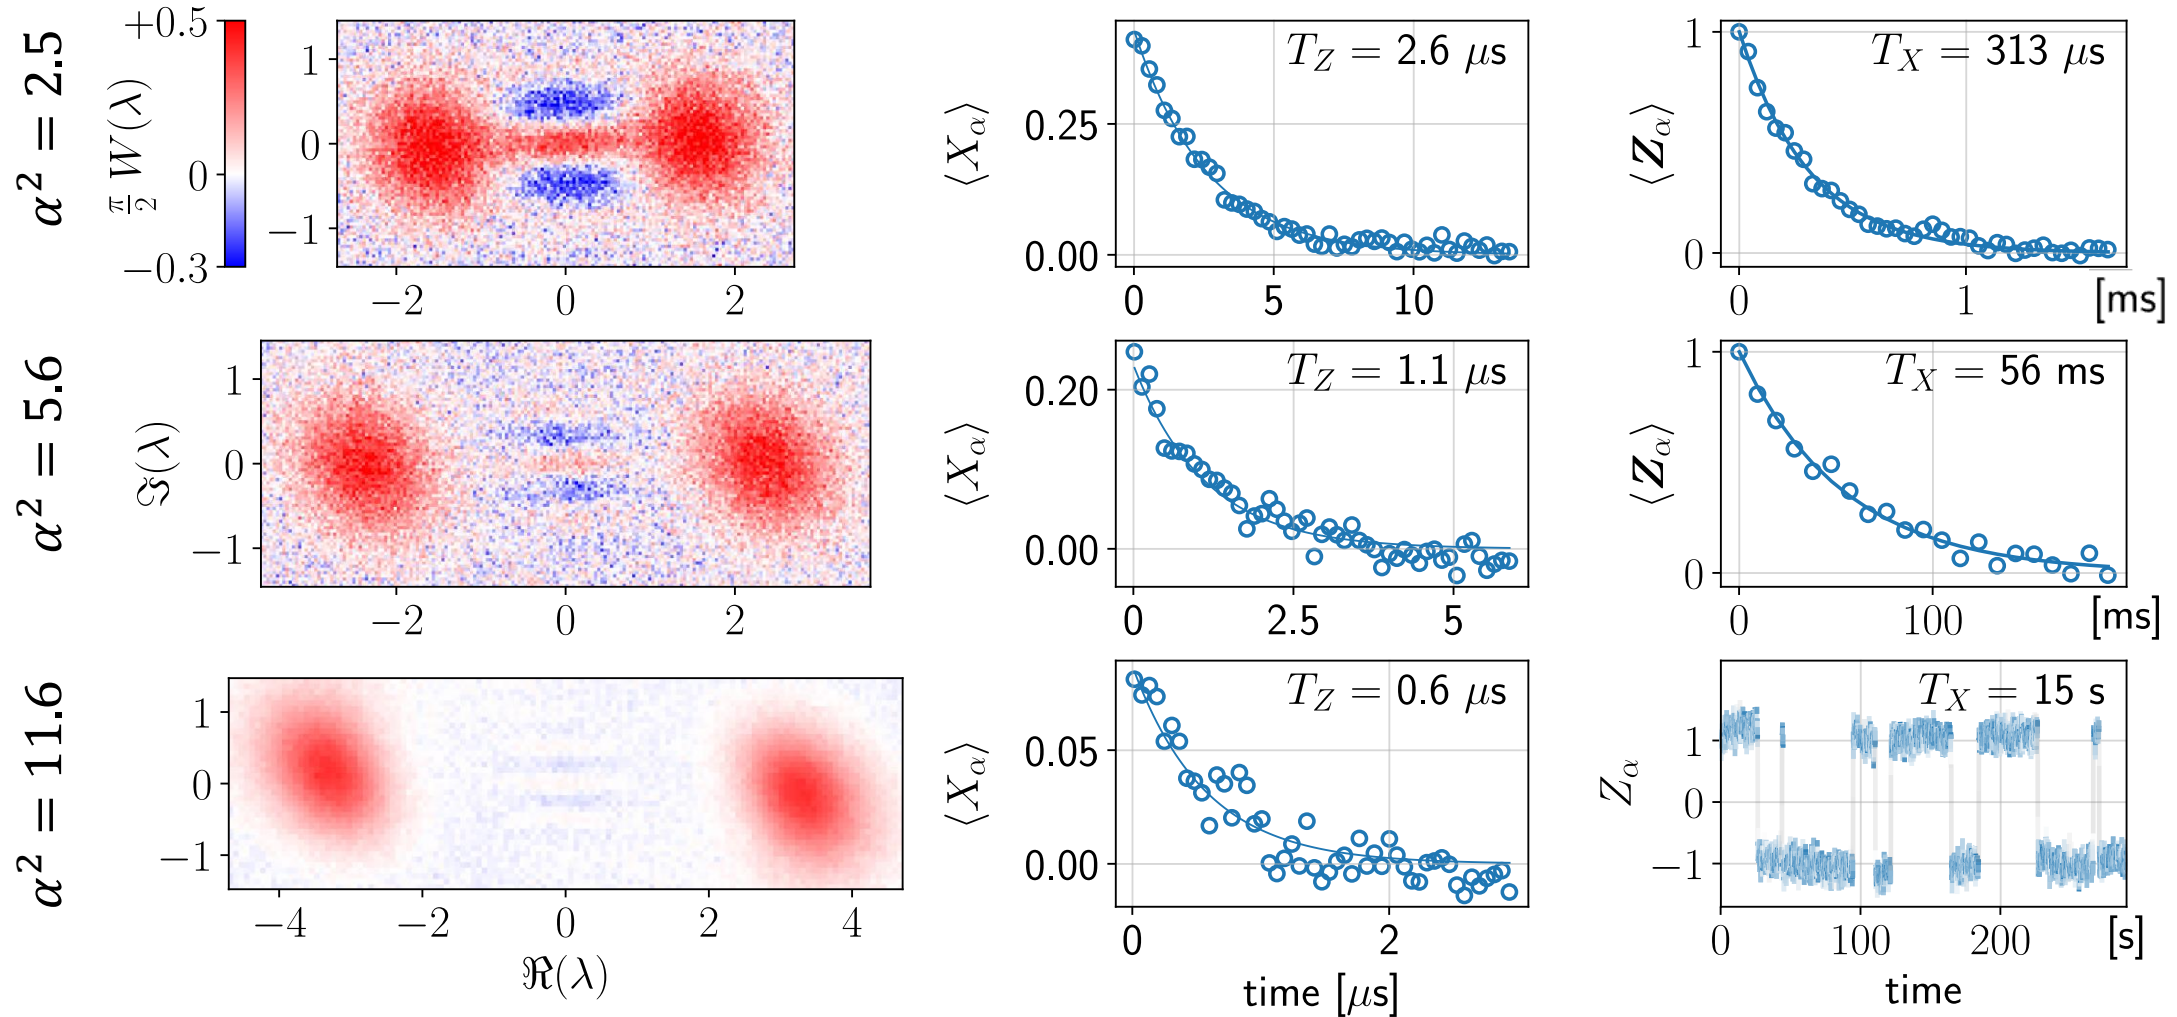 α² = 2.5
+0.5
0
−0.3
π/2 W(λ)
1
0
−1
−2 0 2
⟨X_α⟩
0.25
0.00
T_Z = 2.6 μs
0 5 10
⟨Z_α⟩
1
0
T_X = 313 μs
0 1 [ms]
α² = 5.6
ℑ(λ)
1
0
−1
−2 0 2
⟨X_α⟩
0.20
0.00
T_Z = 1.1 μs
0 2.5 5
⟨Z_α⟩
1
0
T_X = 56 ms
0 100 [ms]
α² = 11.6
1
0
−1
−4 −2 0 2 4
ℜ(λ)
⟨X_α⟩
0.05
0.00
T_Z = 0.6 μs
0 2
time [μs]
Z_α
1
0
−1
T_X = 15 s
0 100 200 [s]
time